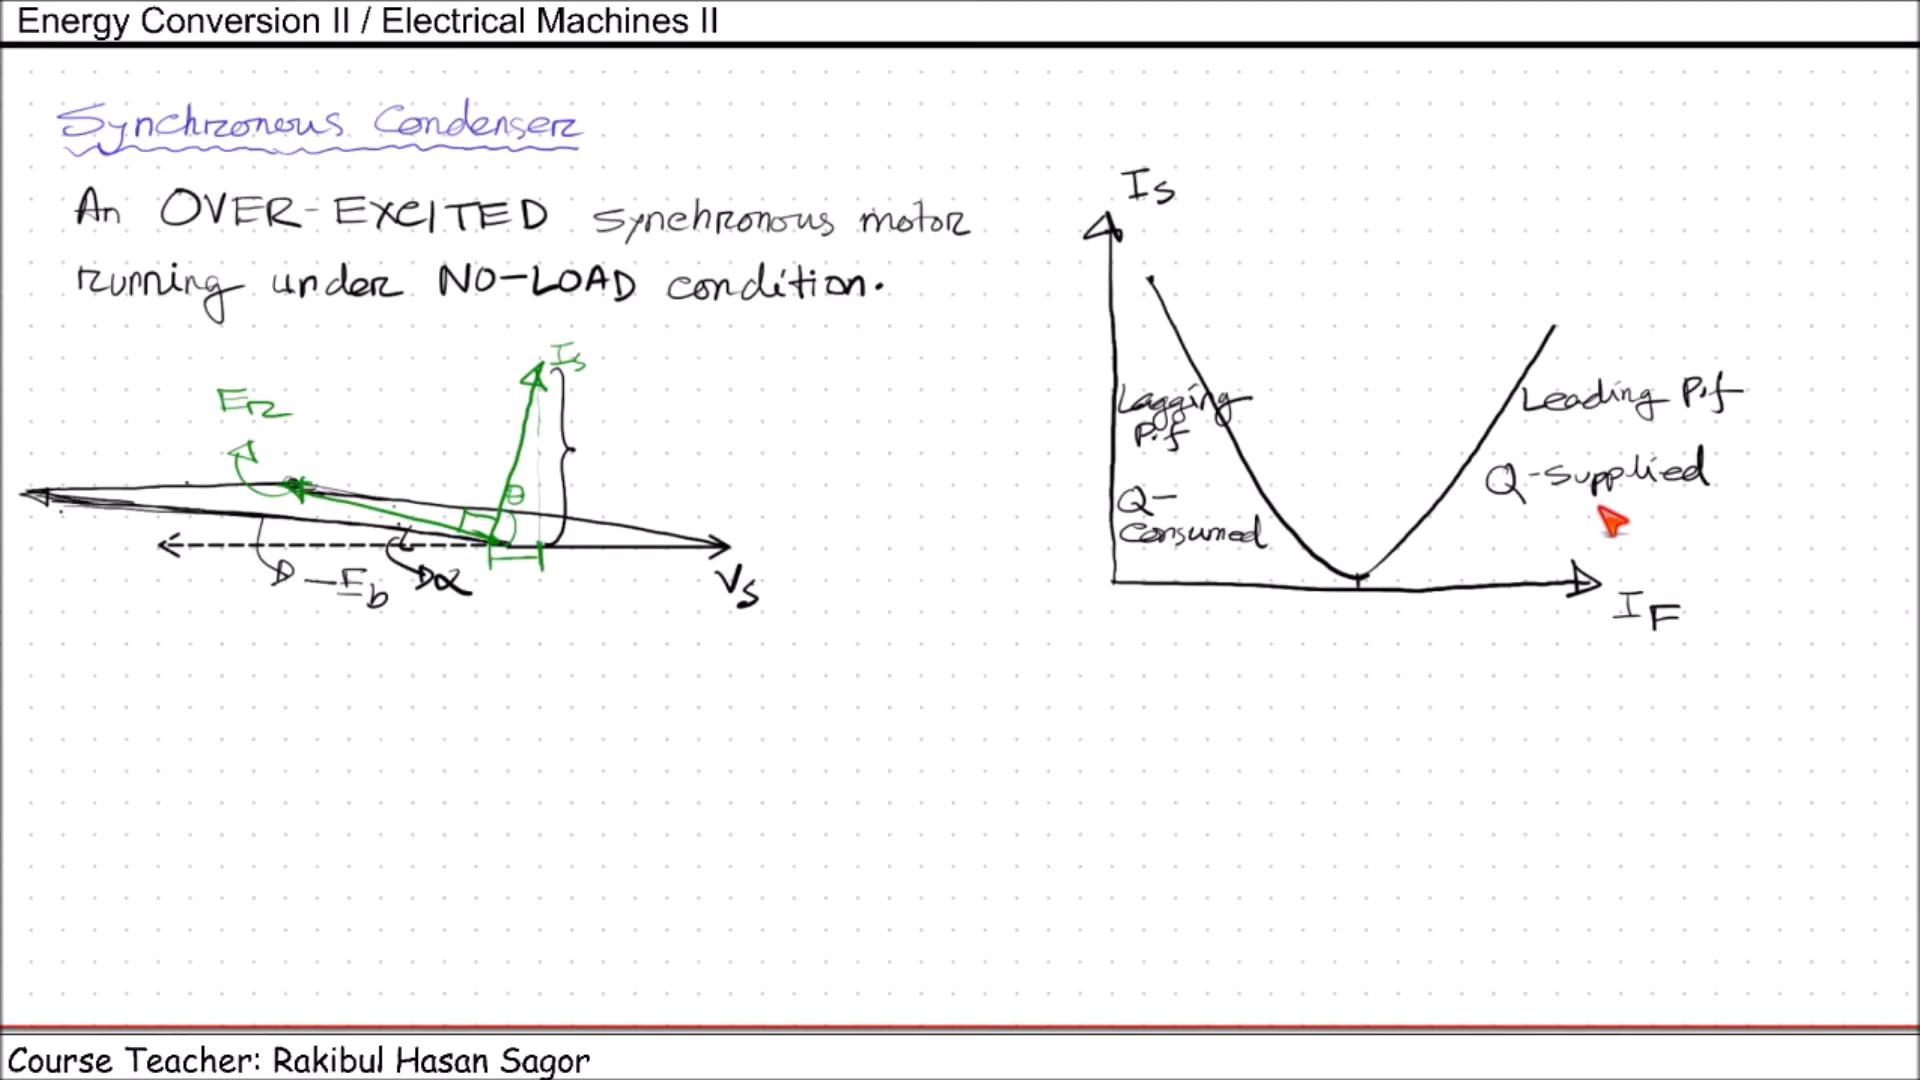 Energy Conversion II / Electrical Machines II
Synchronous Condenser
An OVER-EXCITED synchronous motor
running under NO-LOAD condition.
Is
Er
θ
Eb
α
Vs
Is
Lagging
P.f
Leading P.f
Q-
Consumed
Q-supplied
IF
Course Teacher: Rakibul Hasan Sagor